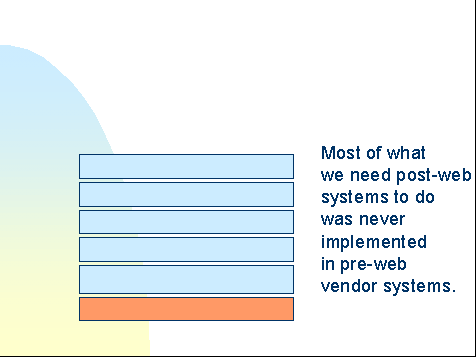 Most of what
we need post-web
systems to do
was never
implemented
in pre-web
vendor systems.